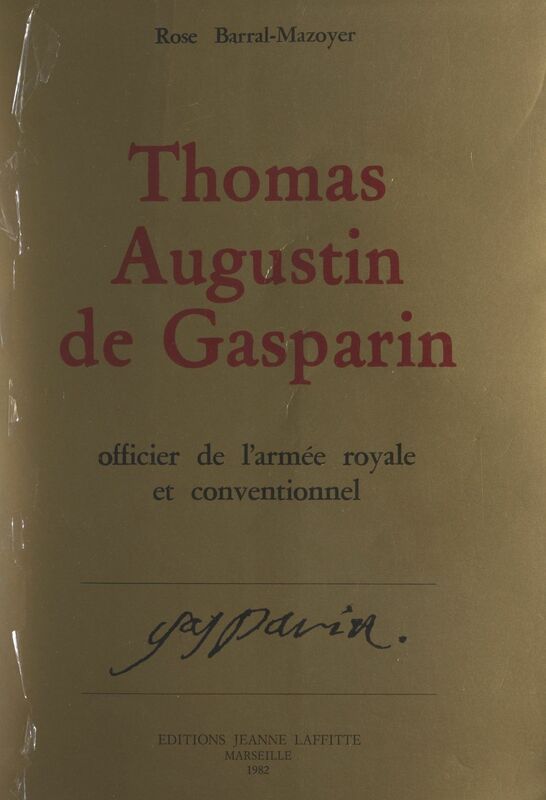 Rose Barral-Mazoyer
Thomas
Augustin
de Gasparin
officier de l'armée royale
et conventionnel
gasparin.
EDITIONS JEANNE LAFFITTE
MARSEILLE
1982